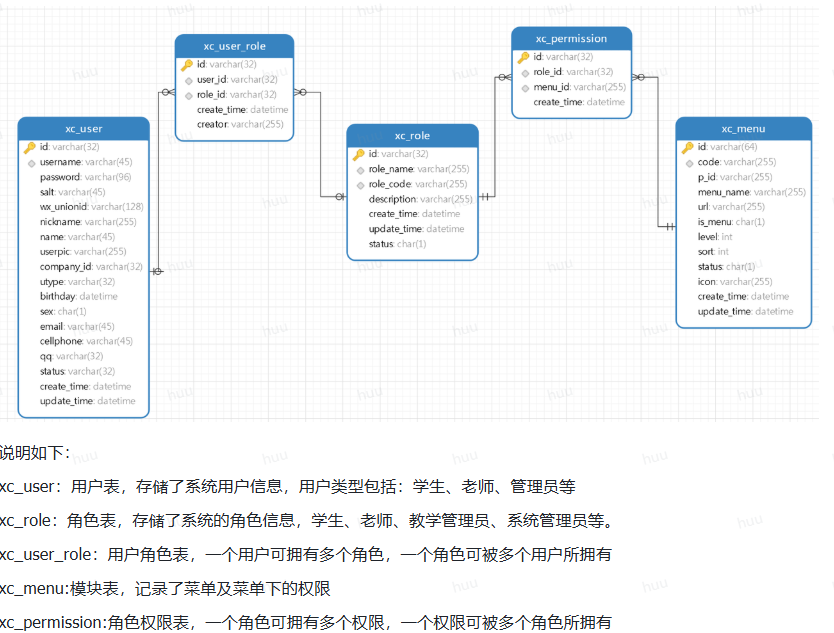 xc_user_role
id: varchar(32)
user_id: varchar(32)
role_id: varchar(32)
create_time: datetime
creator: varchar(255)
xc_permission
id: varchar(32)
role_id: varchar(32)
menu_id: varchar(255)
create_time: datetime
xc_user
id: varchar(32)
username: varchar(45)
password: varchar(96)
salt: varchar(45)
wx_unionid: varchar(128)
nickname: varchar(255)
name: varchar(45)
userpic: varchar(255)
company_id: varchar(32)
utype: varchar(32)
birthday: datetime
sex: char(1)
email: varchar(45)
cellphone: varchar(45)
qq: varchar(32)
status: varchar(32)
create_time: datetime
update_time: datetime
xc_role
id: varchar(32)
role_name: varchar(255)
role_code: varchar(255)
description: varchar(255)
create_time: datetime
update_time: datetime
status: char(1)
xc_menu
id: varchar(64)
code: varchar(255)
p_id: varchar(255)
menu_name: varchar(255)
url: varchar(255)
is_menu: char(1)
level: int
sort: int
status: char(1)
icon: varchar(255)
create_time: datetime
update_time: datetime
说明如下：
xc_user：用户表，存储了系统用户信息，用户类型包括：学生、老师、管理员等
xc_role：角色表，存储了系统的角色信息，学生、老师、教学管理员、系统管理员等。
xc_user_role：用户角色表，一个用户可拥有多个角色，一个角色可被多个用户所拥有
xc_menu:模块表，记录了菜单及菜单下的权限
xc_permission:角色权限表，一个角色可拥有多个权限，一个权限可被多个角色所拥有
huu